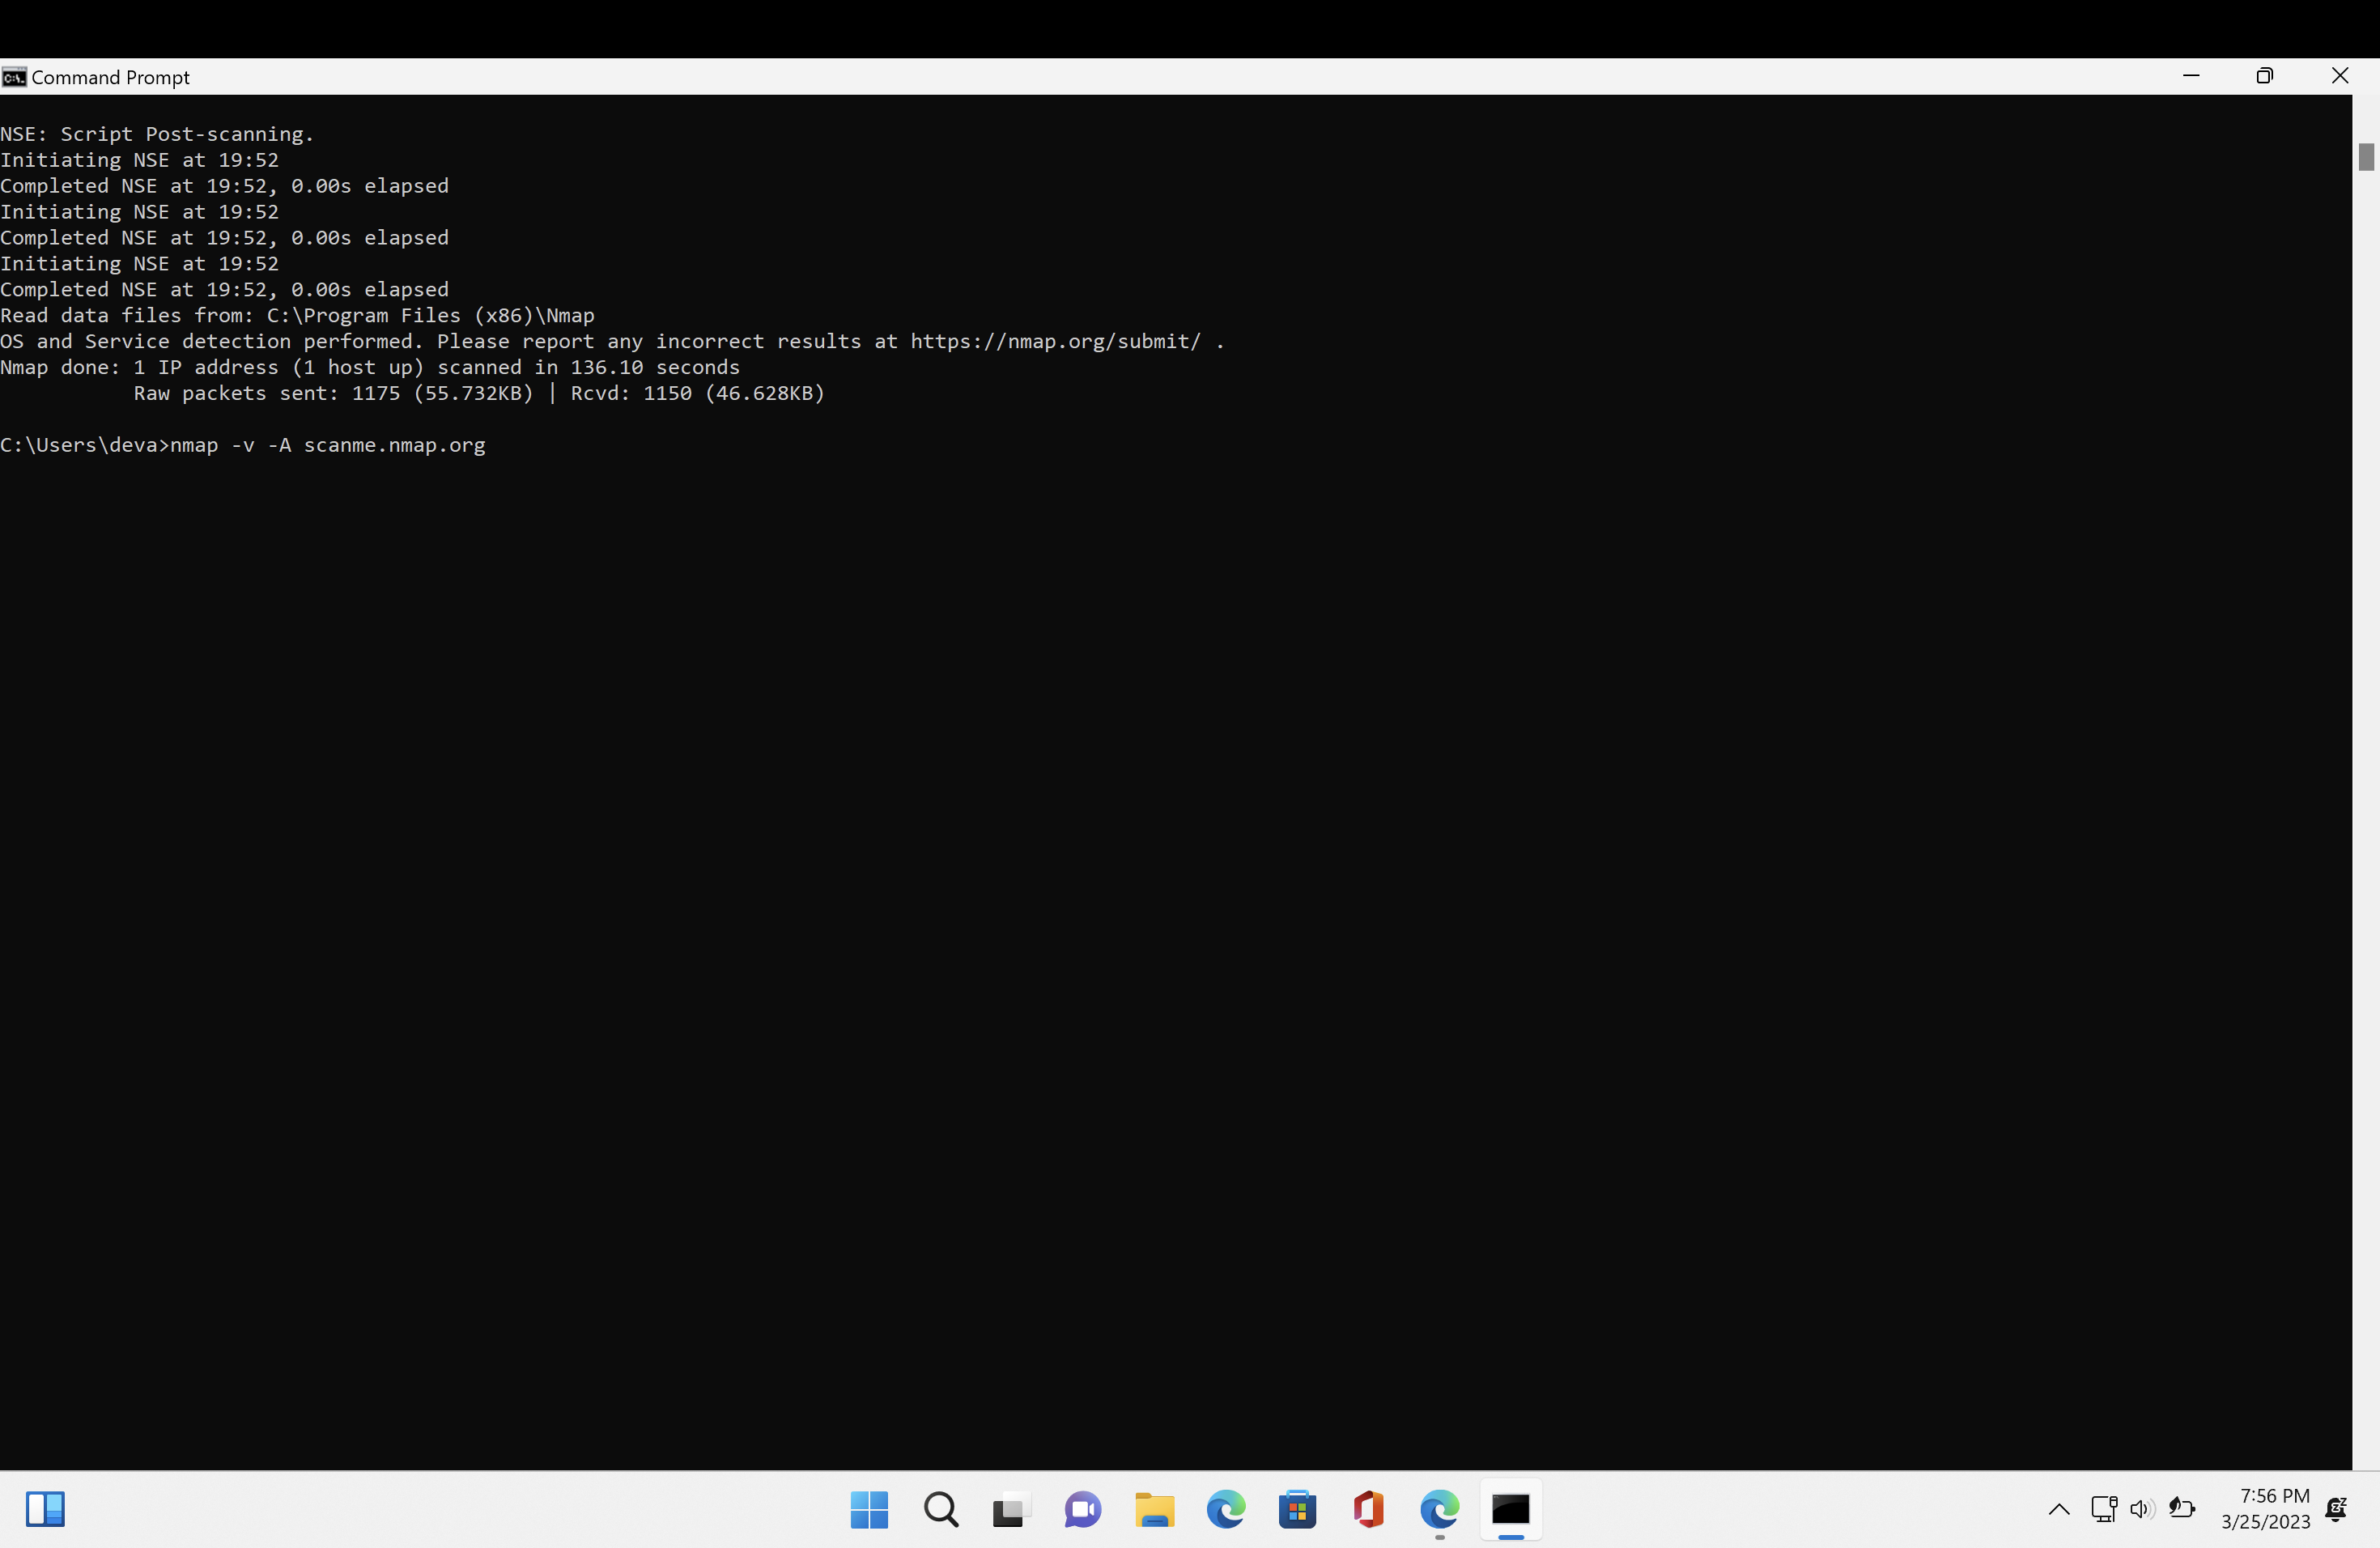 Command Prompt
NSE: Script Post-scanning.
Initiating NSE at 19:52
Completed NSE at 19:52, 0.00s elapsed
Initiating NSE at 19:52
Completed NSE at 19:52, 0.00s elapsed
Initiating NSE at 19:52
Completed NSE at 19:52, 0.00s elapsed
Read data files from: C:\Program Files (x86)\Nmap
OS and Service detection performed. Please report any incorrect results at https://nmap.org/submit/ .
Nmap done: 1 IP address (1 host up) scanned in 136.10 seconds
Raw packets sent: 1175 (55.732KB) | Rcvd: 1150 (46.628KB)
C:\Users\deva>nmap -v -A scanme.nmap.org
7:56 PM
3/25/2023